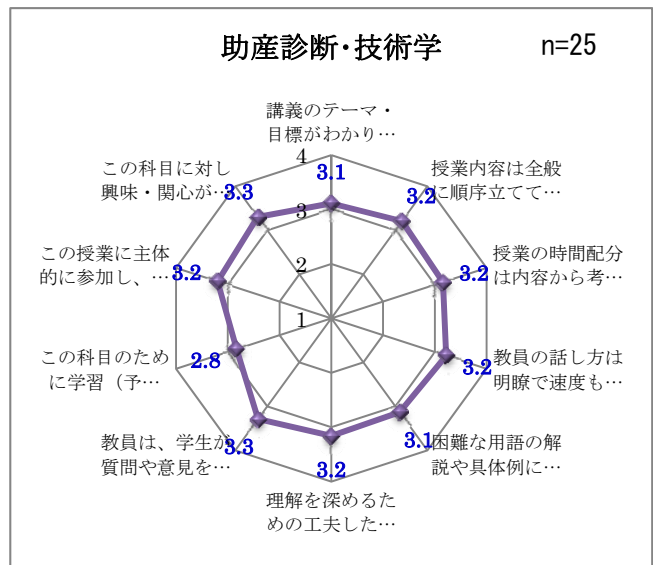 助産診断・技術学
n=25
講義のテーマ・
目標がわかり…
4
3.1
授業内容は全般
に順序立てて…
3.2
授業の時間配分
は内容から考…
3.2
教員の話し方は
明瞭で速度も…
3.2
困難な用語の解
説や具体例に…
3.1
理解を深めるた
めの工夫した…
3.2
教員は、学生が
質問や意見を…
3.3
この科目のため
に学習（予…
2.8
この授業に主体
的に参加し、…
3.2
この科目に対し
興味・関心が…
3.3
3
2
1